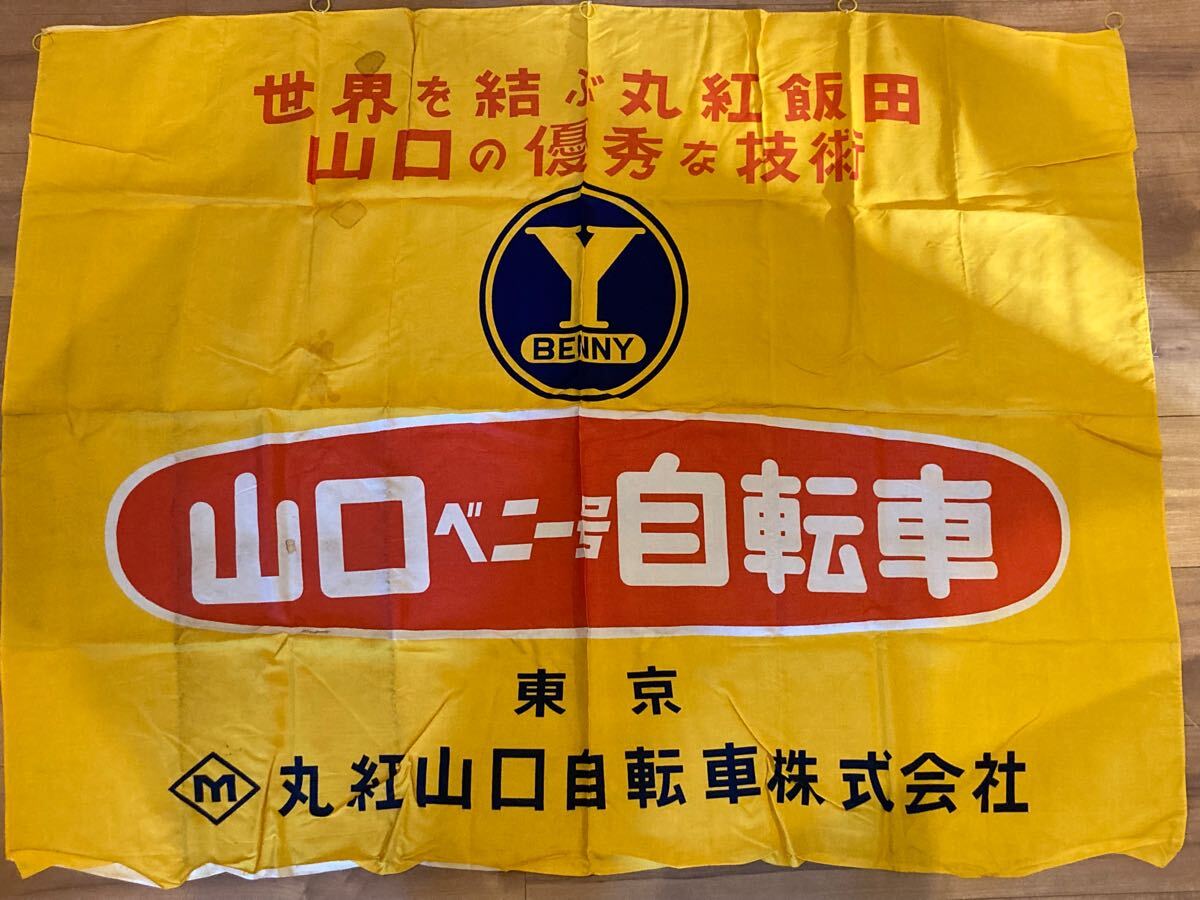 世界を結ぶ丸紅飯田
山口の優秀な技術
Y
BENNY
山口ベニー号自転車
東京
M 丸紅山口自転車株式会社